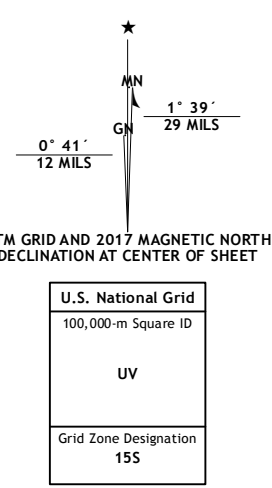 ★
MN
1° 39´
29 MILS
GN
0° 41´
12 MILS
TM GRID AND 2017 MAGNETIC NORTH
DECLINATION AT CENTER OF SHEET
U.S. National Grid
100,000-m Square ID
UV
Grid Zone Designation
15S